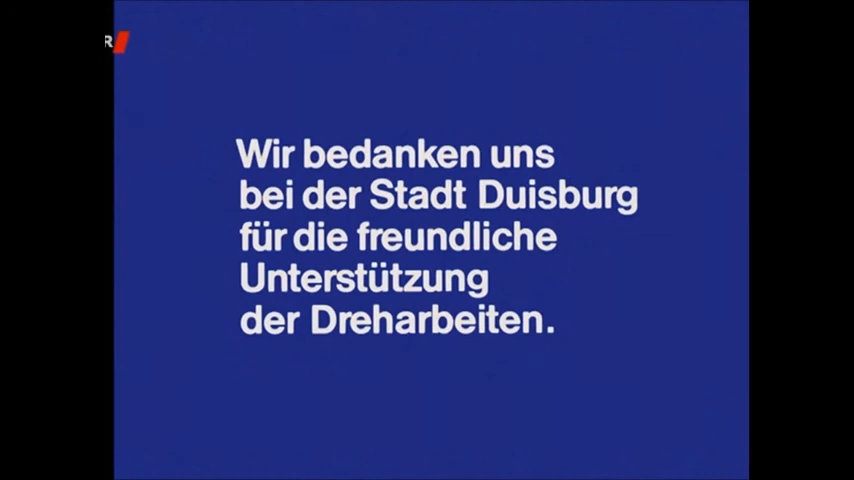 R
Wir bedanken uns
bei der Stadt Duisburg
für die freundliche
Unterstützung
der Dreharbeiten.